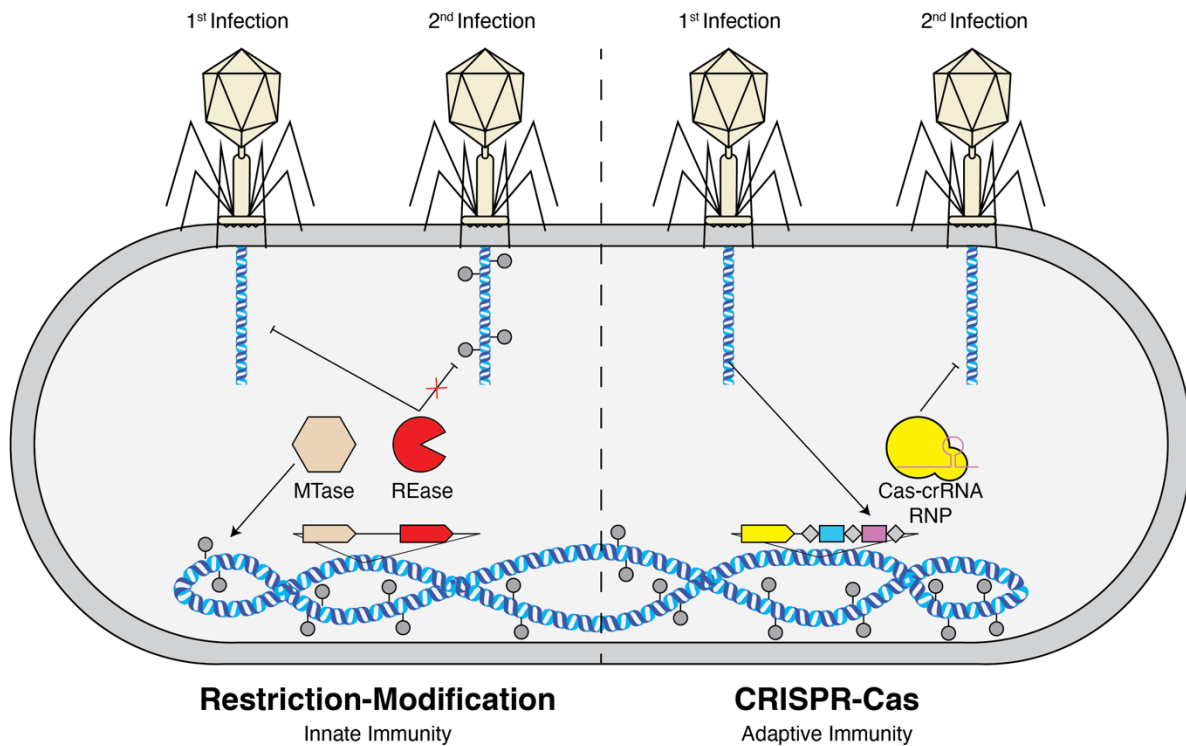 1st Infection
2nd Infection
1st Infection
2nd Infection
MTase
REase
Cas-crRNA
RNP
Restriction-Modification
Innate Immunity
CRISPR-Cas
Adaptive Immunity